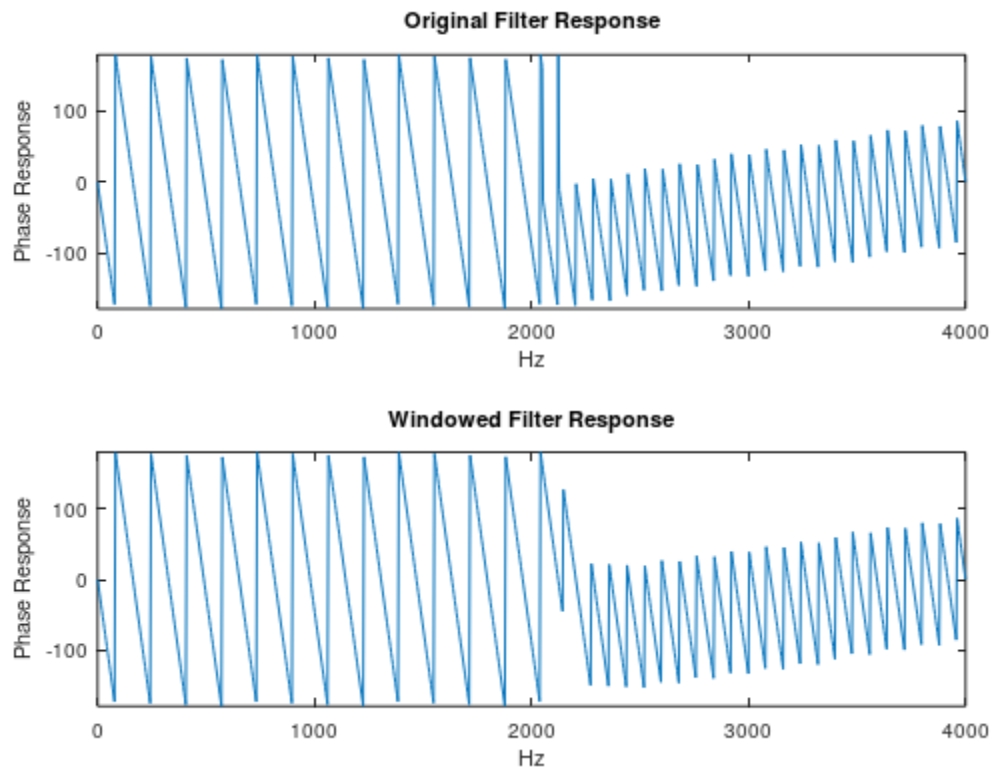 Original Filter Response
Phase Response
100
0
-100
0 1000 2000 3000 4000
Hz
Windowed Filter Response
Phase Response
100
0
-100
0 1000 2000 3000 4000
Hz